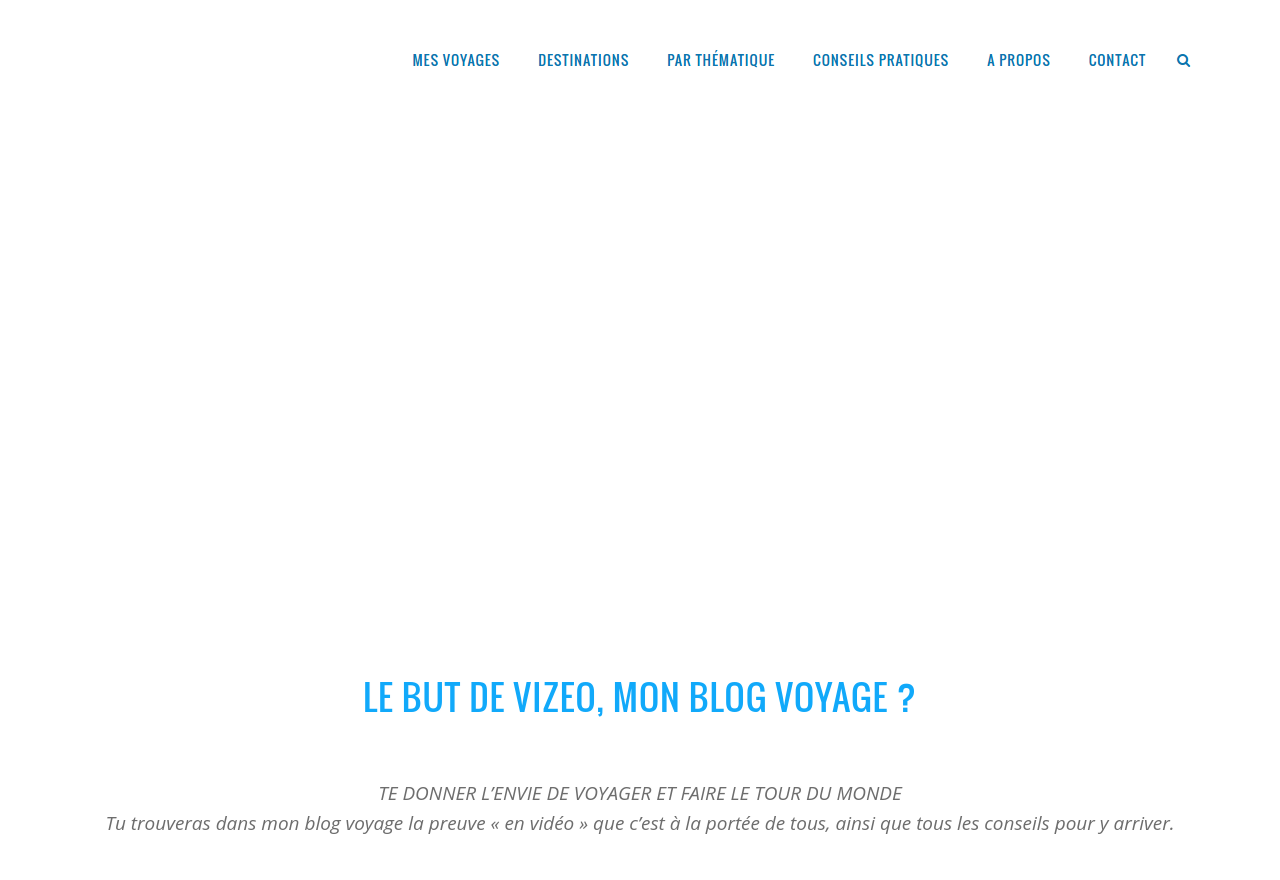 MES VOYAGES DESTINATIONS PAR THÉMATIQUE CONSEILS PRATIQUES A PROPOS CONTACT
LE BUT DE VIZEO, MON BLOG VOYAGE ?
TE DONNER L’ENVIE DE VOYAGER ET FAIRE LE TOUR DU MONDE
Tu trouveras dans mon blog voyage la preuve « en vidéo » que c’est à la portée de tous, ainsi que tous les conseils pour y arriver.